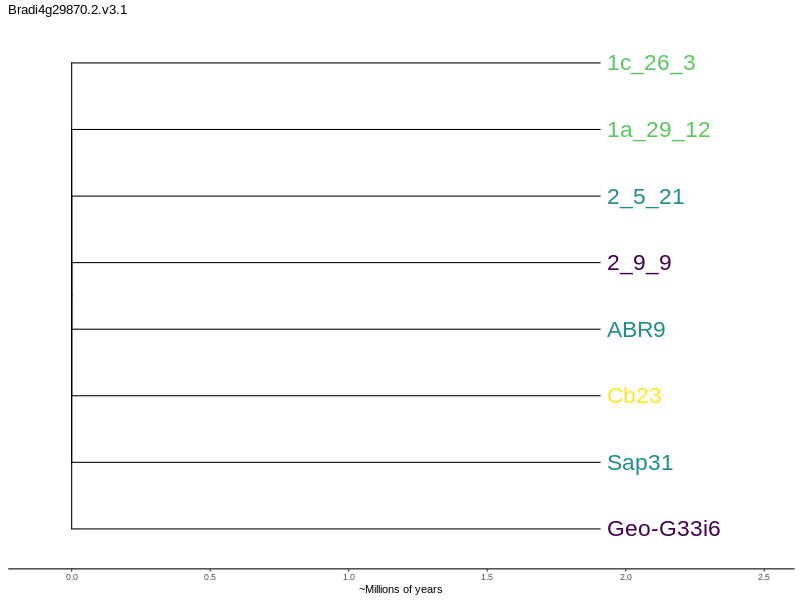 Bradi4g29870.2.v3.1
1c_26_3
1a_29_12
2_5_21
2_9_9
ABR9
Cb23
Sap31
Geo-G33i6
0.0 0.5 1.0 1.5 2.0 2.5
~Millions of years